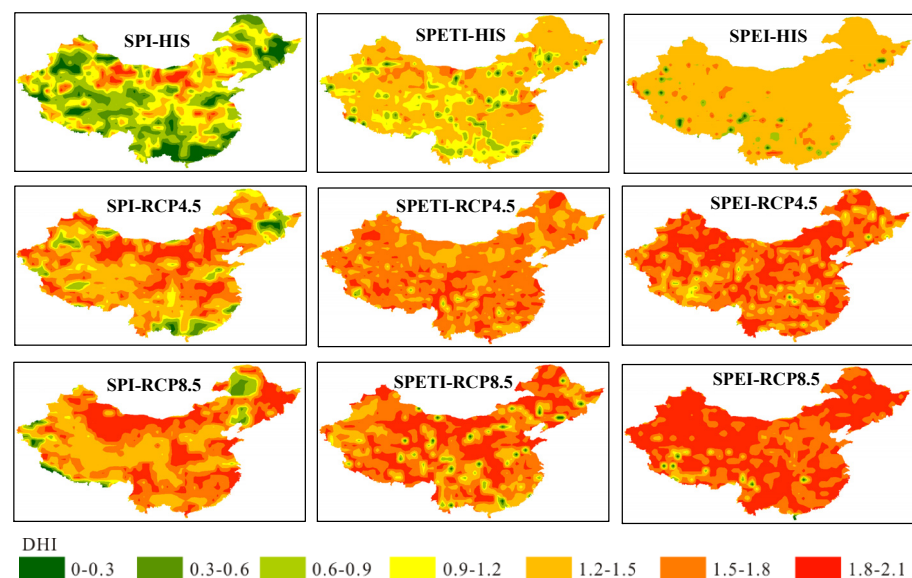 SPI-HIS
SPETI-HIS
SPEI-HIS
SPI-RCP4.5
SPETI-RCP4.5
SPEI-RCP4.5
SPI-RCP8.5
SPETI-RCP8.5
SPEI-RCP8.5
DHI
0-0.3 0.3-0.6 0.6-0.9 0.9-1.2 1.2-1.5 1.5-1.8 1.8-2.1